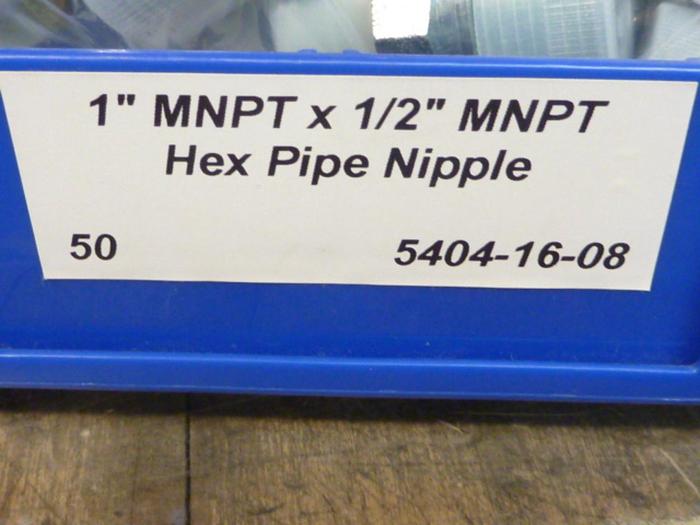 1" MNPT x 1/2" MNPT
Hex Pipe Nipple
50 5404-16-08